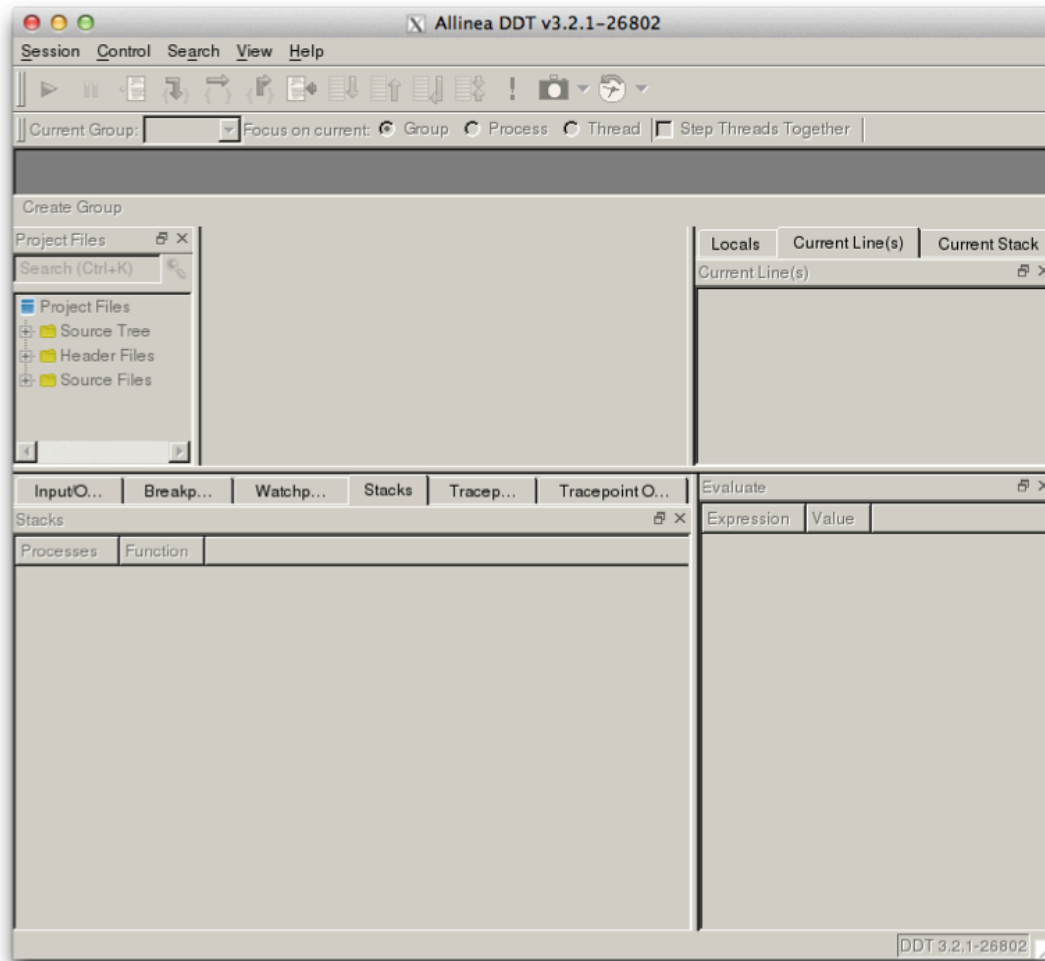 Allinea DDT v3.2.1-26802
Session Control Search View Help
Current Group: Focus on current: Group Process Thread Step Threads Together
Create Group
Project Files
Search (Ctrl+K)
Project Files
Source Tree
Header Files
Source Files
Locals Current Line(s) Current Stack
Current Line(s)
Input/O... Breakp... Watchp... Stacks Tracep... Tracepoint O...
Stacks
Processes Function
Evaluate
Expression Value
DDT 3.2.1-26802